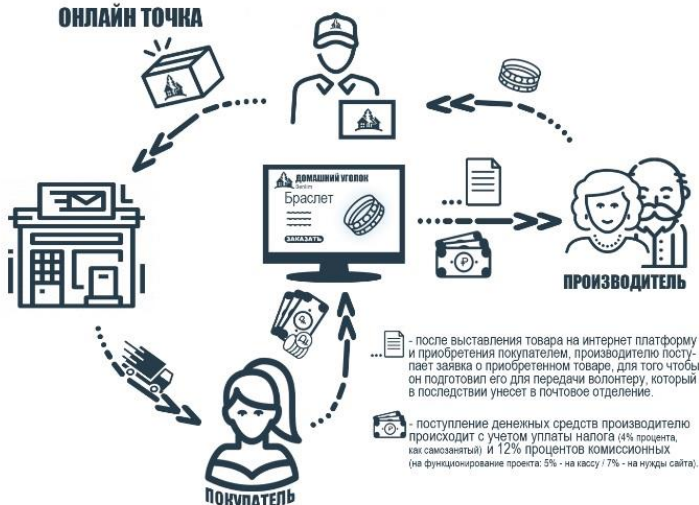 ОНЛАЙН ТОЧКА
ДОМАШНИЙ УГОЛОК
Браслет
ЗАКАЗАТЬ
ПРОИЗВОДИТЕЛЬ
- после выставления товара на интернет платформу
и приобретения покупателем, производителю посту-
пает заявка о приобретенном товаре, для того чтобы
он подготовил его для передачи волонтеру, который
в последствии унесет в почтовое отделение.
- поступление денежных средств производителю
происходит с учетом уплаты налога (4% процента,
как самозанятый) и 12% процентов комиссионных
(на функционирование проекта: 5% - на кассу / 7% - на нужды сайта).
ПОКУПАТЕЛЬ